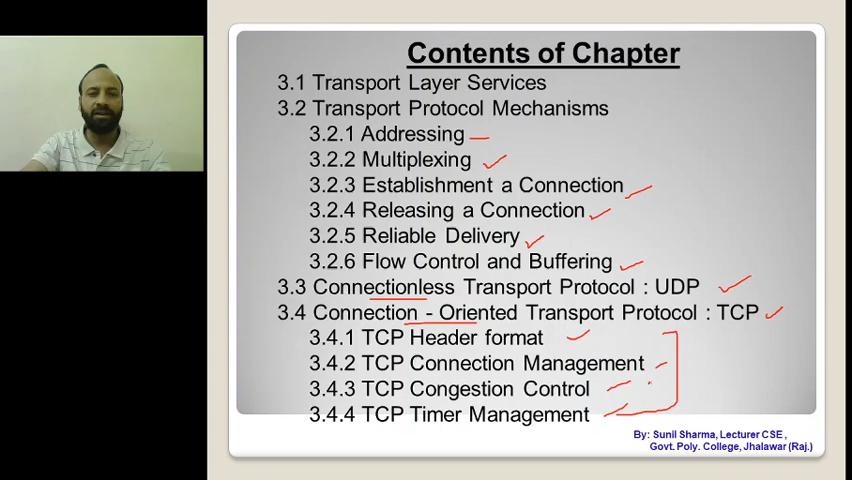 Contents of Chapter
3.1 Transport Layer Services
3.2 Transport Protocol Mechanisms
3.2.1 Addressing
3.2.2 Multiplexing
3.2.3 Establishment a Connection
3.2.4 Releasing a Connection
3.2.5 Reliable Delivery
3.2.6 Flow Control and Buffering
3.3 Connectionless Transport Protocol : UDP
3.4 Connection - Oriented Transport Protocol : TCP
3.4.1 TCP Header format
3.4.2 TCP Connection Management
3.4.3 TCP Congestion Control
3.4.4 TCP Timer Management
By: Sunil Sharma, Lecturer CSE ,
Govt. Poly. College, Jhalawar (Raj.)